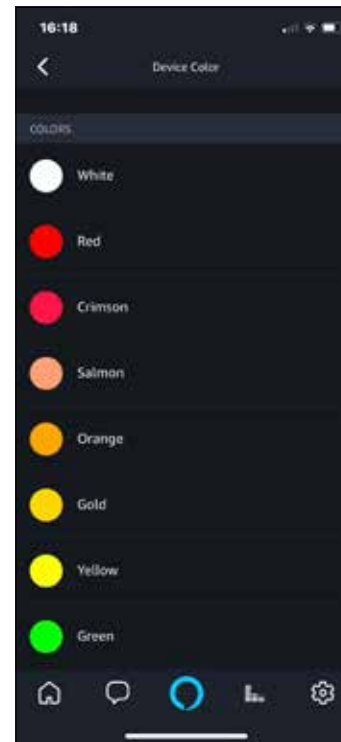 16:18
Device Color
COLORS
White
Red
Crimson
Salmon
Orange
Gold
Yellow
Green